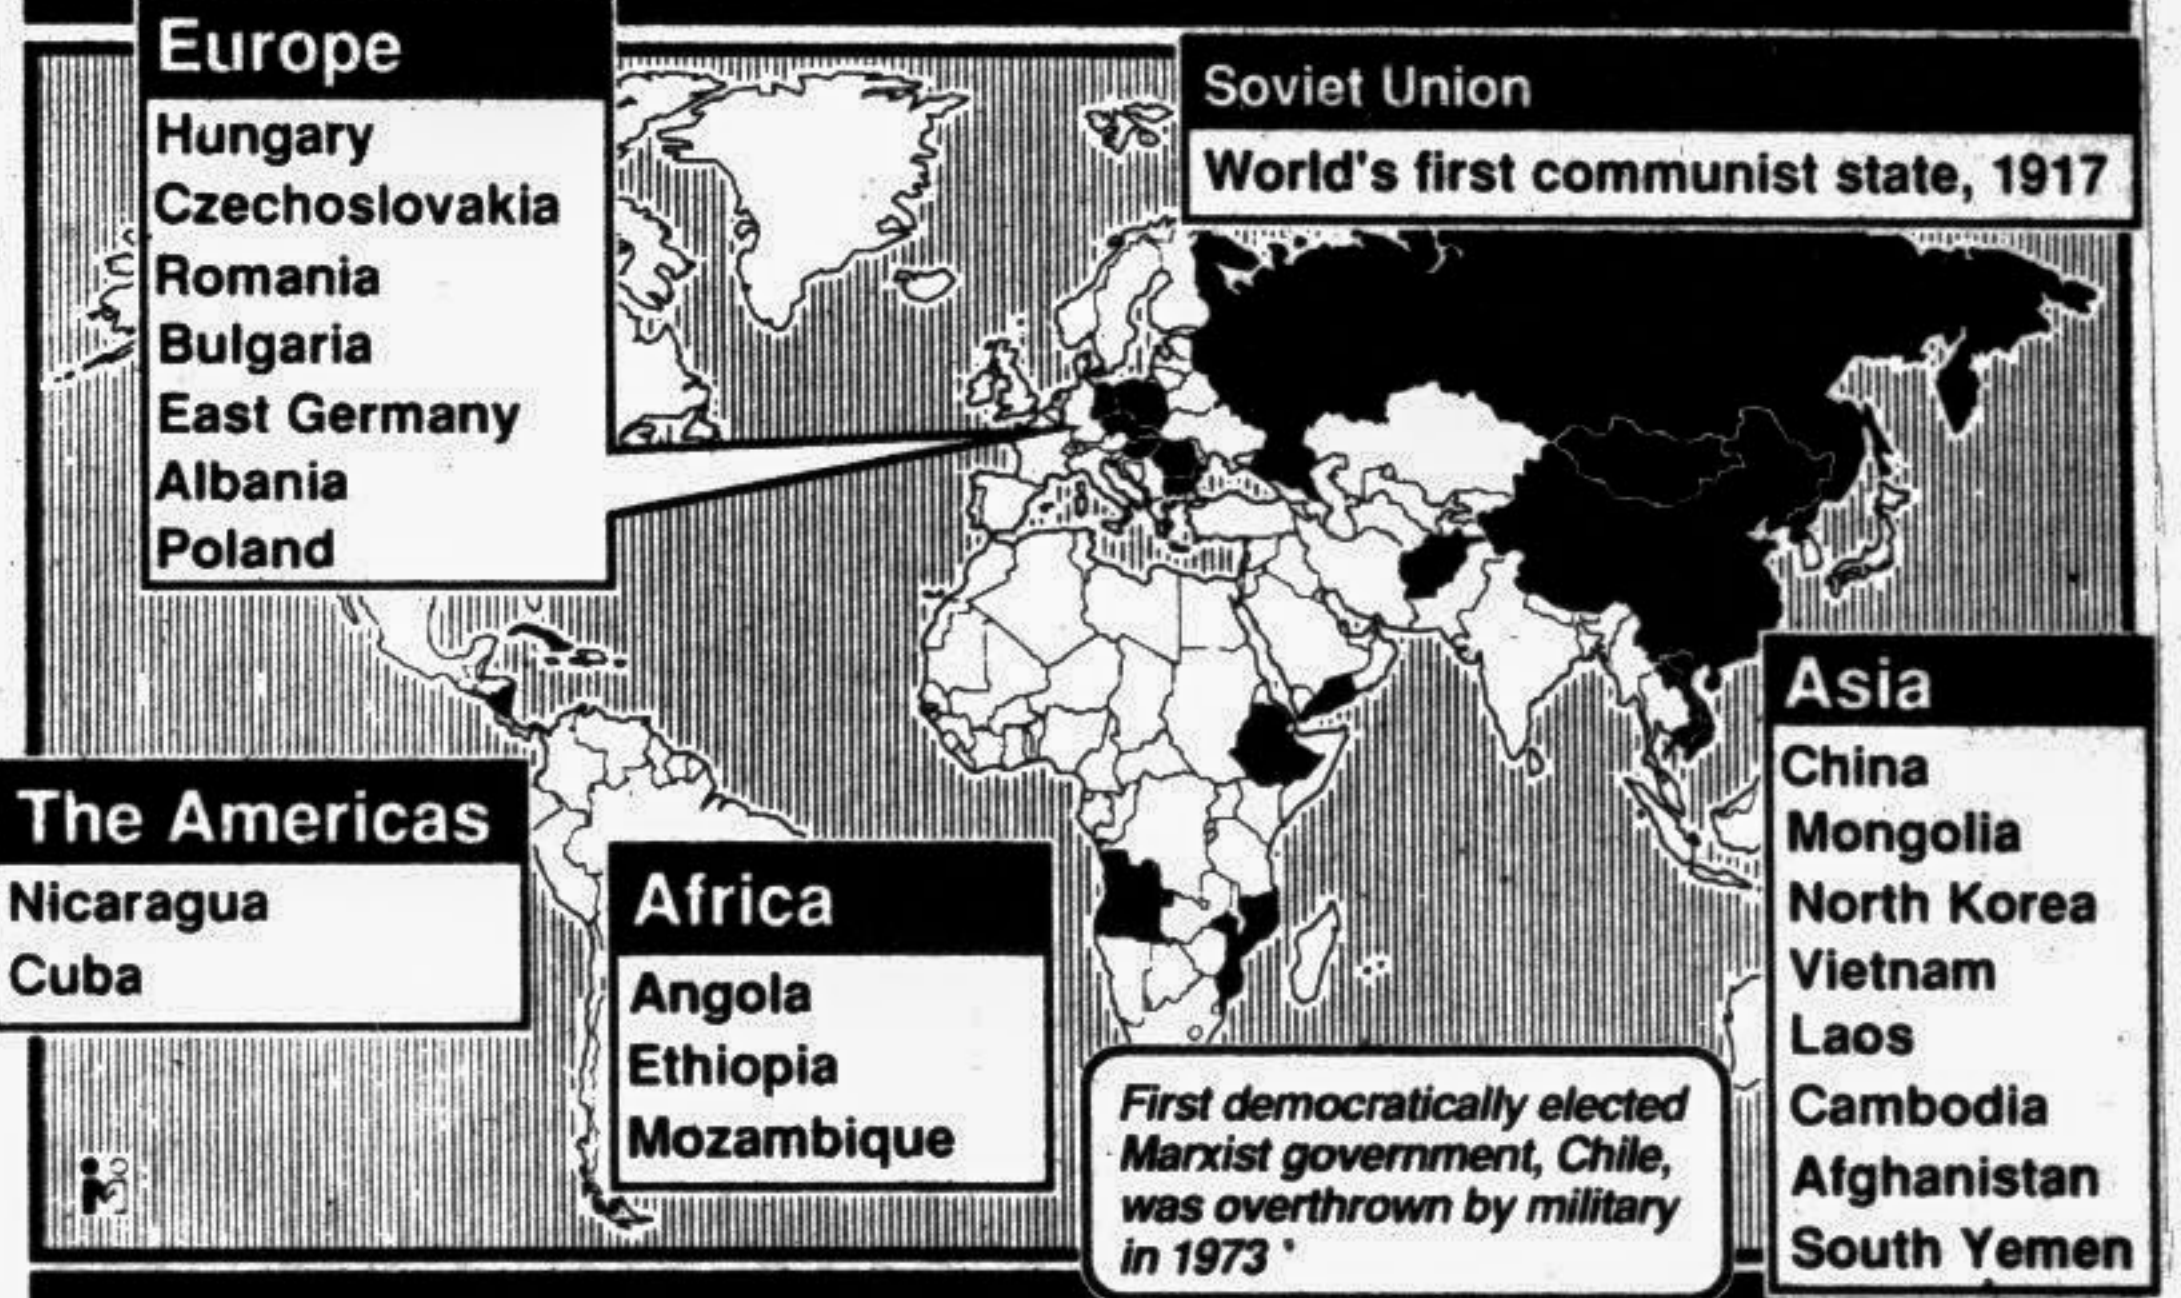 Europe
Hungary
Czechoslovakia
Romania
Bulgaria
East Germany
Albania
Poland
Soviet Union
World's first communist state, 1917
The Americas
Nicaragua
Cuba
Africa
Angola
Ethiopia
Mozambique
First democratically elected
Marxist government, Chile,
was overthrown by military
in 1973
Asia
China
Mongolia
North Korea
Vietnam
Laos
Cambodia
Afghanistan
South Yemen